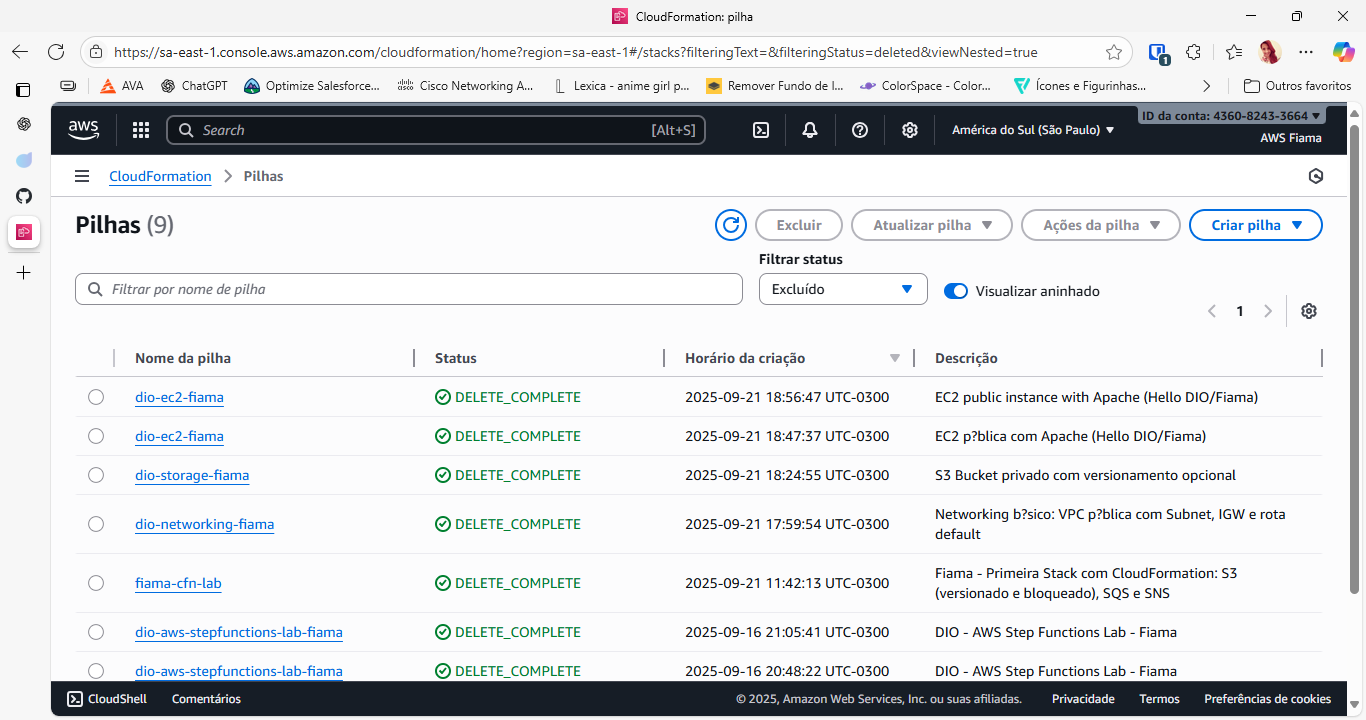 CloudFormation: pilha
https://sa-east-1.console.aws.amazon.com/cloudformation/home?region=sa-east-1#/stacks?filteringText=&filteringStatus=deleted&viewNested=true
1
AVA
ChatGPT
Optimize Salesforce...
Cisco Networking A...
Lexica - anime girl p...
Remover Fundo de I...
ColorSpace - Color...
Ícones e Figurinhas...
Outros favoritos
aws
Search
[Alt+S]
América do Sul (São Paulo)
ID da conta: 4360-8243-3664
AWS Fiama
CloudFormation
Pilhas
Pilhas (9)
Excluir
Atualizar pilha
Ações da pilha
Criar pilha
Filtrar status
Filtrar por nome de pilha
Excluído
Visualizar aninhado
1
Nome da pilha Status Horário da criação Descrição
dio-ec2-fiama DELETE_COMPLETE 2025-09-21 18:56:47 UTC-0300 EC2 public instance with Apache (Hello DIO/Fiama)
dio-ec2-fiama DELETE_COMPLETE 2025-09-21 18:47:37 UTC-0300 EC2 p?blica com Apache (Hello DIO/Fiama)
dio-storage-fiama DELETE_COMPLETE 2025-09-21 18:24:55 UTC-0300 S3 Bucket privado com versionamento opcional
dio-networking-fiama DELETE_COMPLETE 2025-09-21 17:59:54 UTC-0300 Networking b?sico: VPC p?blica com Subnet, IGW e rota
default
fiama-cfn-lab DELETE_COMPLETE 2025-09-21 11:42:13 UTC-0300 Fiama - Primeira Stack com CloudFormation: S3
(versionado e bloqueado), SQS e SNS
dio-aws-stepfunctions-lab-fiama DELETE_COMPLETE 2025-09-16 21:05:41 UTC-0300 DIO - AWS Step Functions Lab - Fiama
dio-aws-stepfunctions-lab-fiama DELETE_COMPLETE 2025-09-16 20:48:22 UTC-0300 DIO - AWS Step Functions Lab - Fiama
CloudShell
Comentários
© 2025, Amazon Web Services, Inc. ou suas afiliadas.
Privacidade
Termos
Preferências de cookies